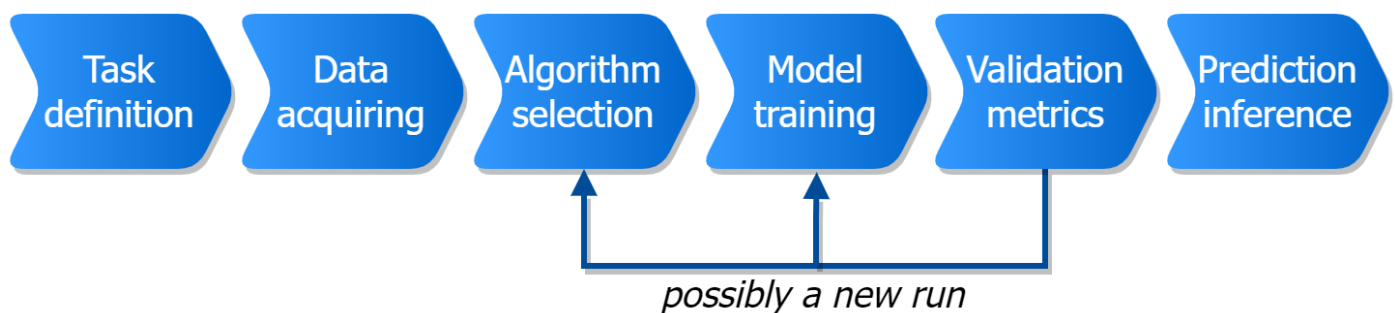 Task
definition
Data
acquiring
Algorithm
selection
Model
training
Validation
metrics
Prediction
inference
possibly a new run